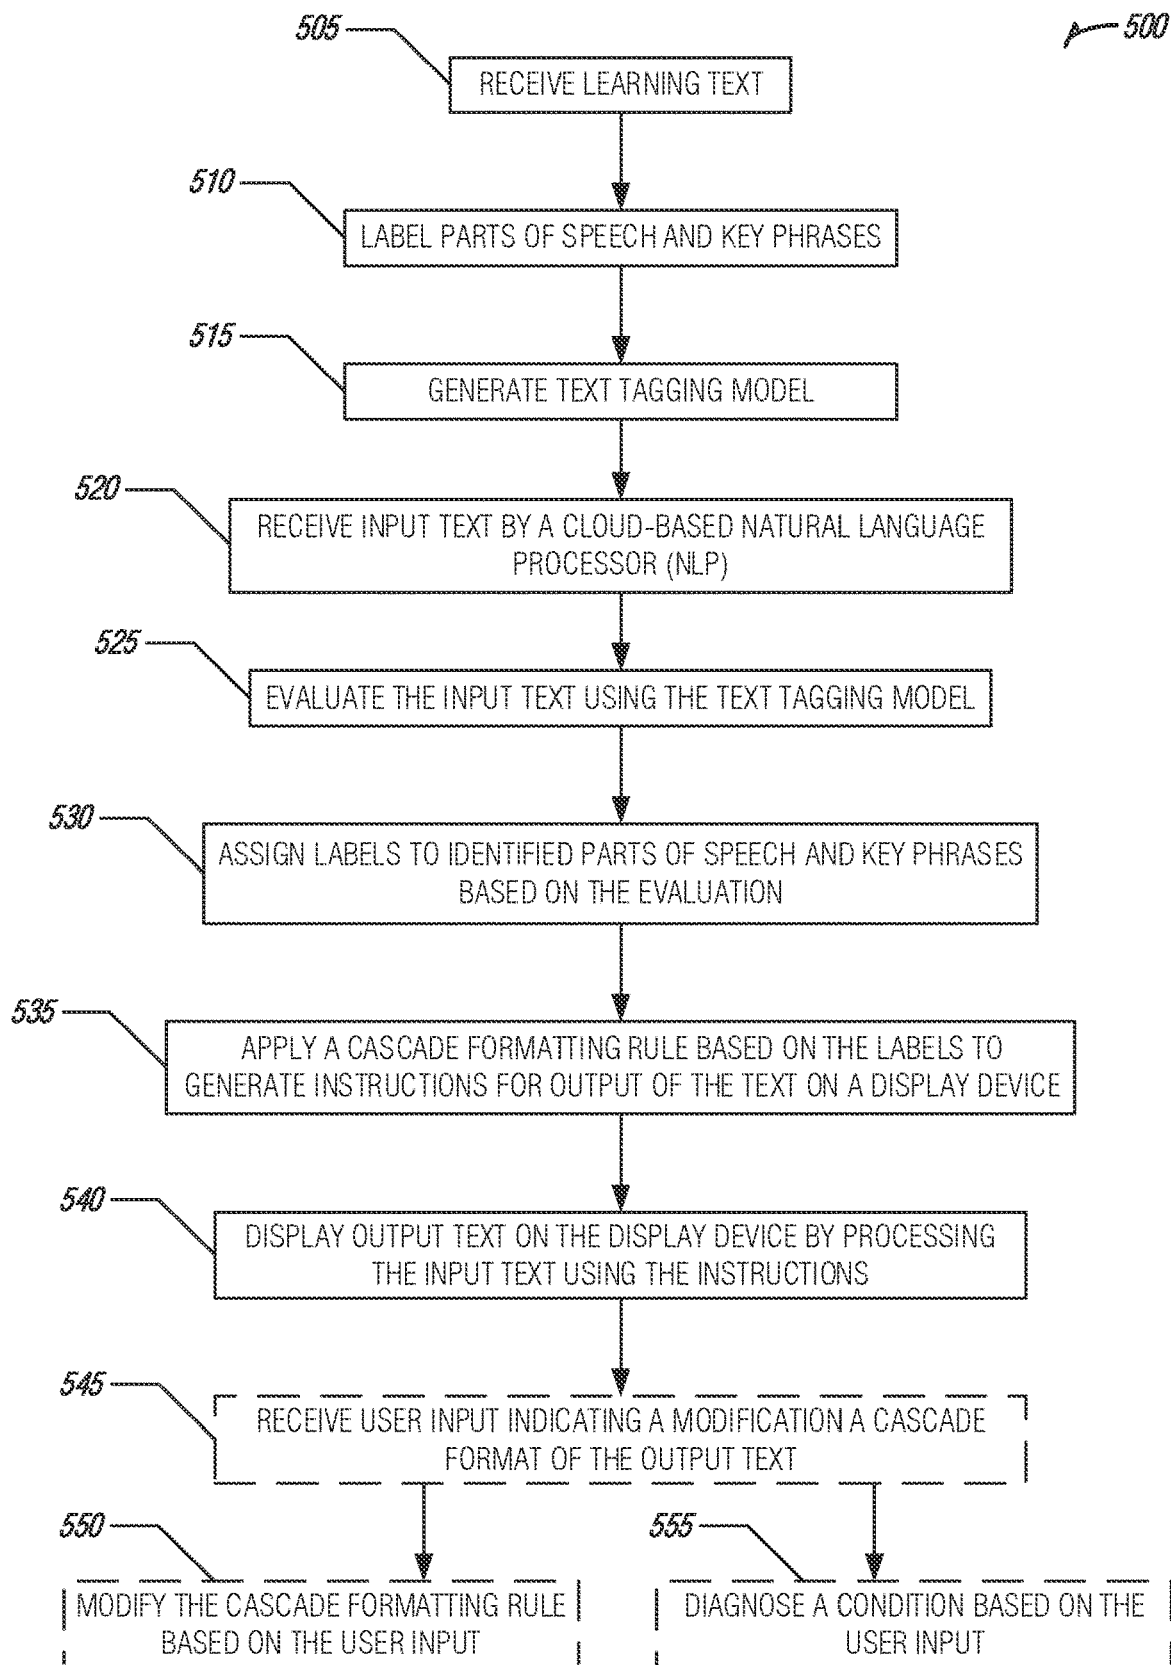 505
500
RECEIVE LEARNING TEXT
510
LABEL PARTS OF SPEECH AND KEY PHRASES
515
GENERATE TEXT TAGGING MODEL
520
RECEIVE INPUT TEXT BY A CLOUD-BASED NATURAL LANGUAGE
PROCESSOR (NLP)
525
EVALUATE THE INPUT TEXT USING THE TEXT TAGGING MODEL
530
ASSIGN LABELS TO IDENTIFIED PARTS OF SPEECH AND KEY PHRASES
BASED ON THE EVALUATION
535
APPLY A CASCADE FORMATTING RULE BASED ON THE LABELS TO
GENERATE INSTRUCTIONS FOR OUTPUT OF THE TEXT ON A DISPLAY DEVICE
540
DISPLAY OUTPUT TEXT ON THE DISPLAY DEVICE BY PROCESSING
THE INPUT TEXT USING THE INSTRUCTIONS
545
RECEIVE USER INPUT INDICATING A MODIFICATION A CASCADE
FORMAT OF THE OUTPUT TEXT
550
MODIFY THE CASCADE FORMATTING RULE
BASED ON THE USER INPUT
555
DIAGNOSE A CONDITION BASED ON THE
USER INPUT